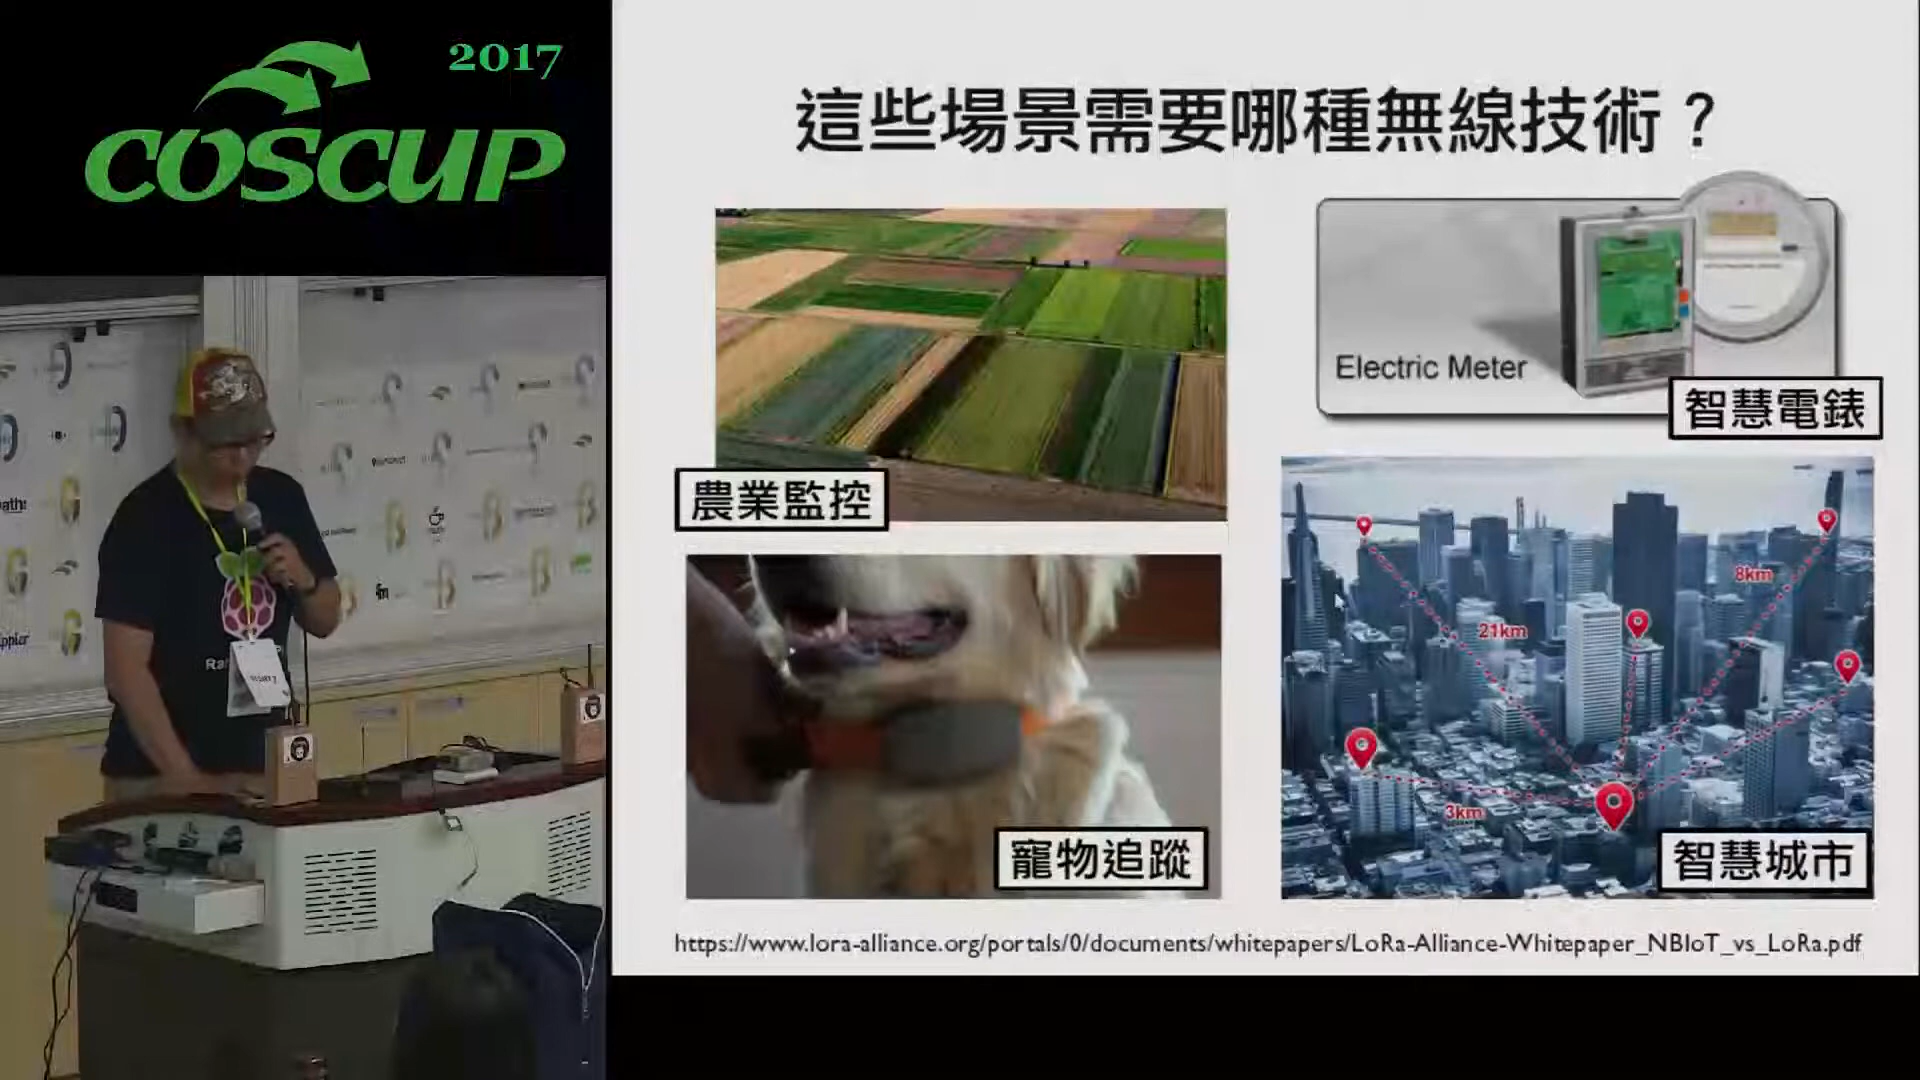 2017
COSCUP
這些場景需要哪種無線技術？
Electric Meter
智慧電錶
農業監控
寵物追蹤
21km
8km
3km
智慧城市
https://www.lora-alliance.org/portals/0/documents/whitepapers/LoRa-Alliance-Whitepaper_NBIoT_vs_LoRa.pdf